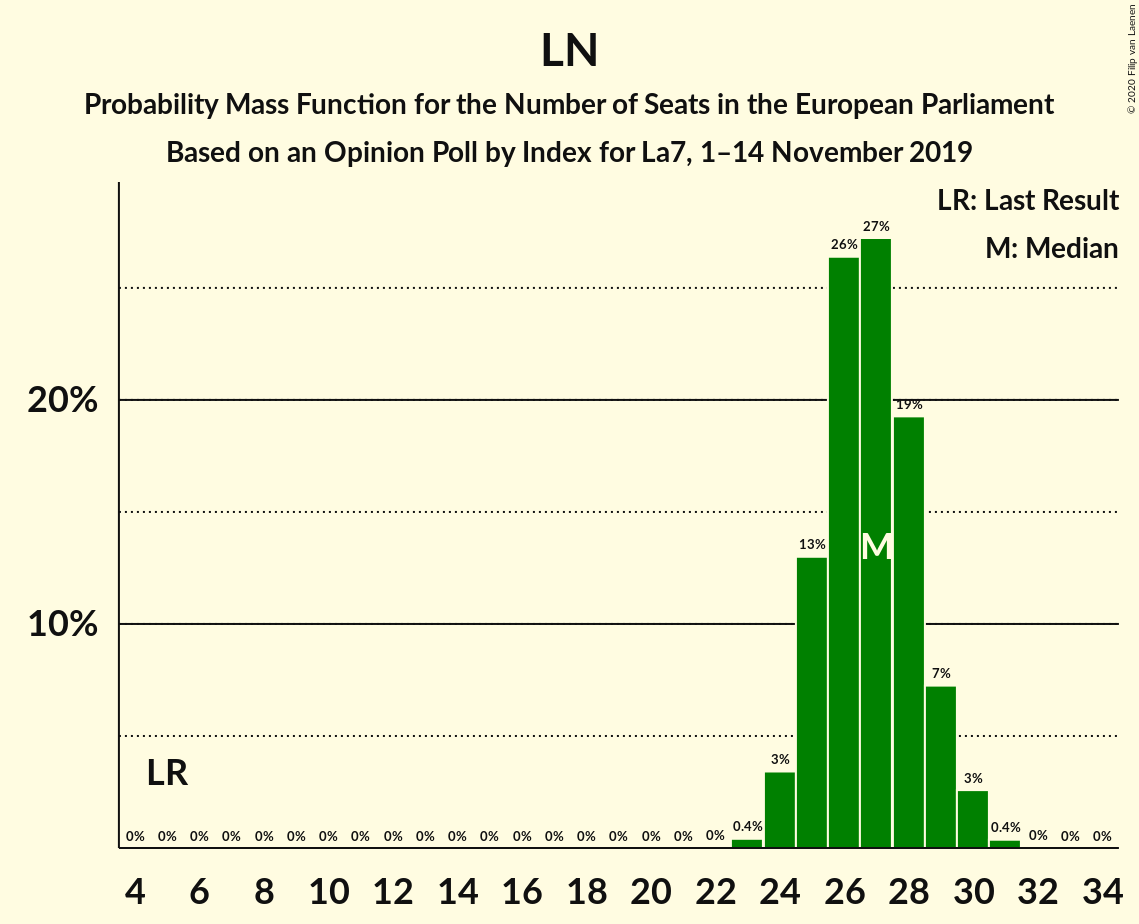 LN
Probability Mass Function for the Number of Seats in the European Parliament
Based on an Opinion Poll by Index for La7, 1–14 November 2019
© 2020 Filip van Laenen
LR: Last Result
M: Median
20%
10%
LR
M
0% 0% 0% 0% 0% 0% 0% 0% 0% 0% 0% 0% 0% 0% 0% 0% 0% 0% 0% 0.4% 3% 13% 26% 27% 19% 7% 3% 0.4% 0% 0% 0%
4 6 8 10 12 14 16 18 20 22 24 26 28 30 32 34